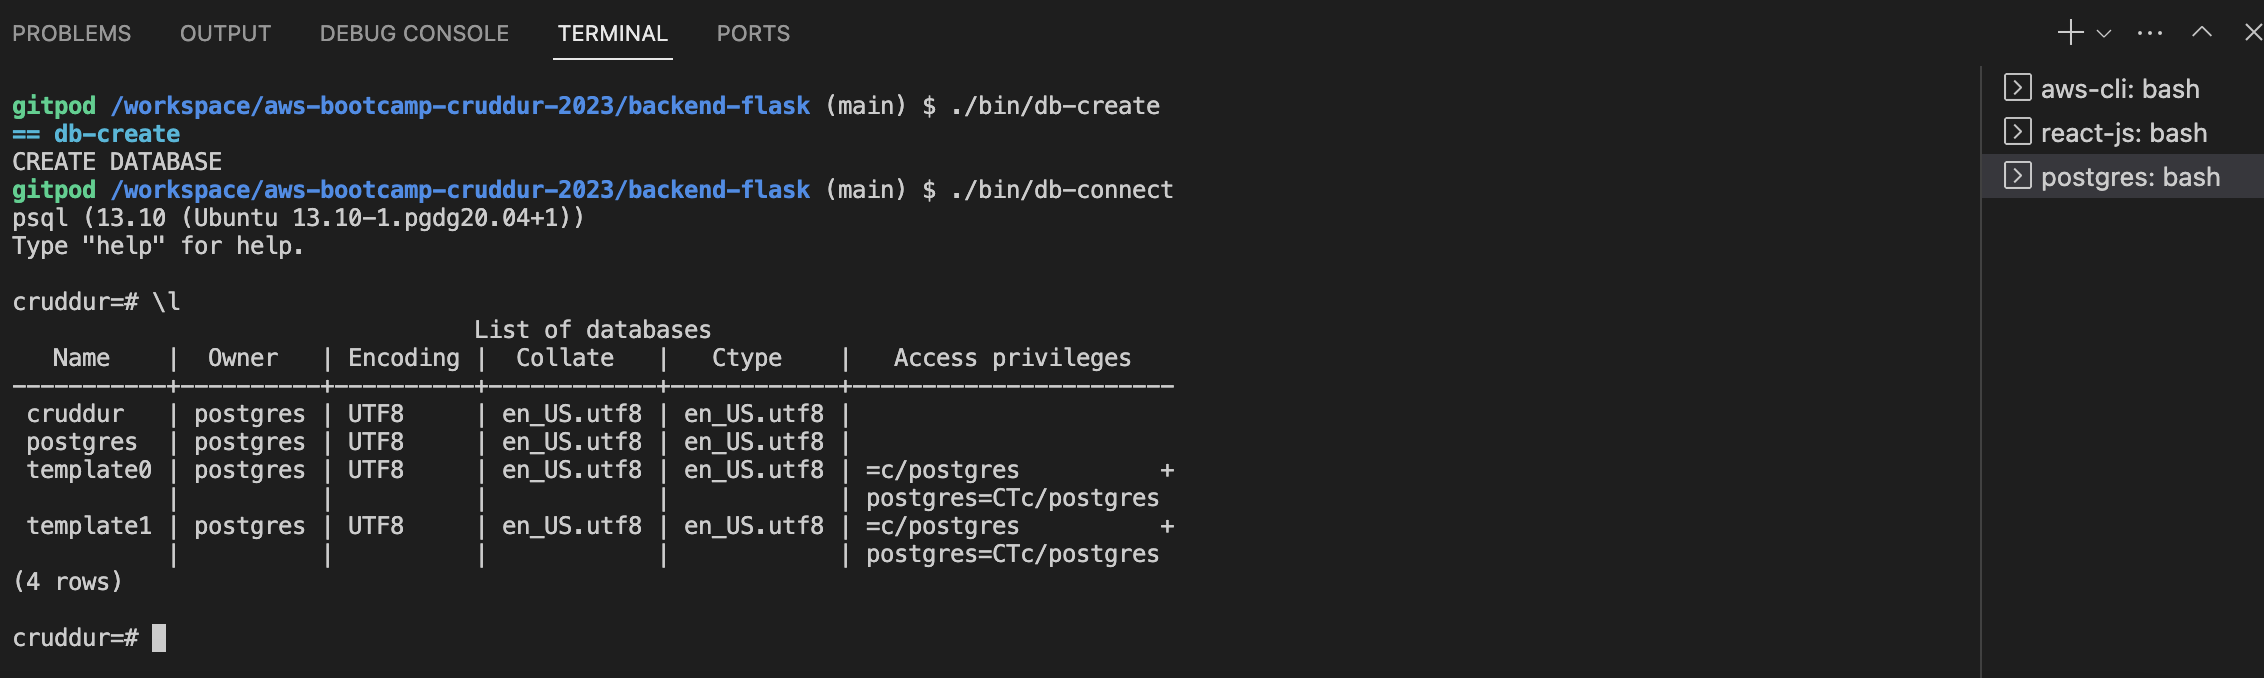 PROBLEMS OUTPUT DEBUG CONSOLE TERMINAL PORTS
gitpod /workspace/aws-bootcamp-cruddur-2023/backend-flask (main) $ ./bin/db-create
== db-create
CREATE DATABASE
gitpod /workspace/aws-bootcamp-cruddur-2023/backend-flask (main) $ ./bin/db-connect
psql (13.10 (Ubuntu 13.10-1.pgdg20.04+1))
Type "help" for help.
cruddur=# \l
                                 List of databases
   Name    |  Owner   | Encoding |  Collate   |   Ctype    |   Access privileges
-----------+----------+----------+------------+------------+-----------------------
 cruddur   | postgres | UTF8     | en_US.utf8 | en_US.utf8 |
 postgres  | postgres | UTF8     | en_US.utf8 | en_US.utf8 |
 template0 | postgres | UTF8     | en_US.utf8 | en_US.utf8 | =c/postgres          +
           |          |          |            |            | postgres=CTc/postgres
 template1 | postgres | UTF8     | en_US.utf8 | en_US.utf8 | =c/postgres          +
           |          |          |            |            | postgres=CTc/postgres
(4 rows)
cruddur=#
aws-cli: bash
react-js: bash
postgres: bash